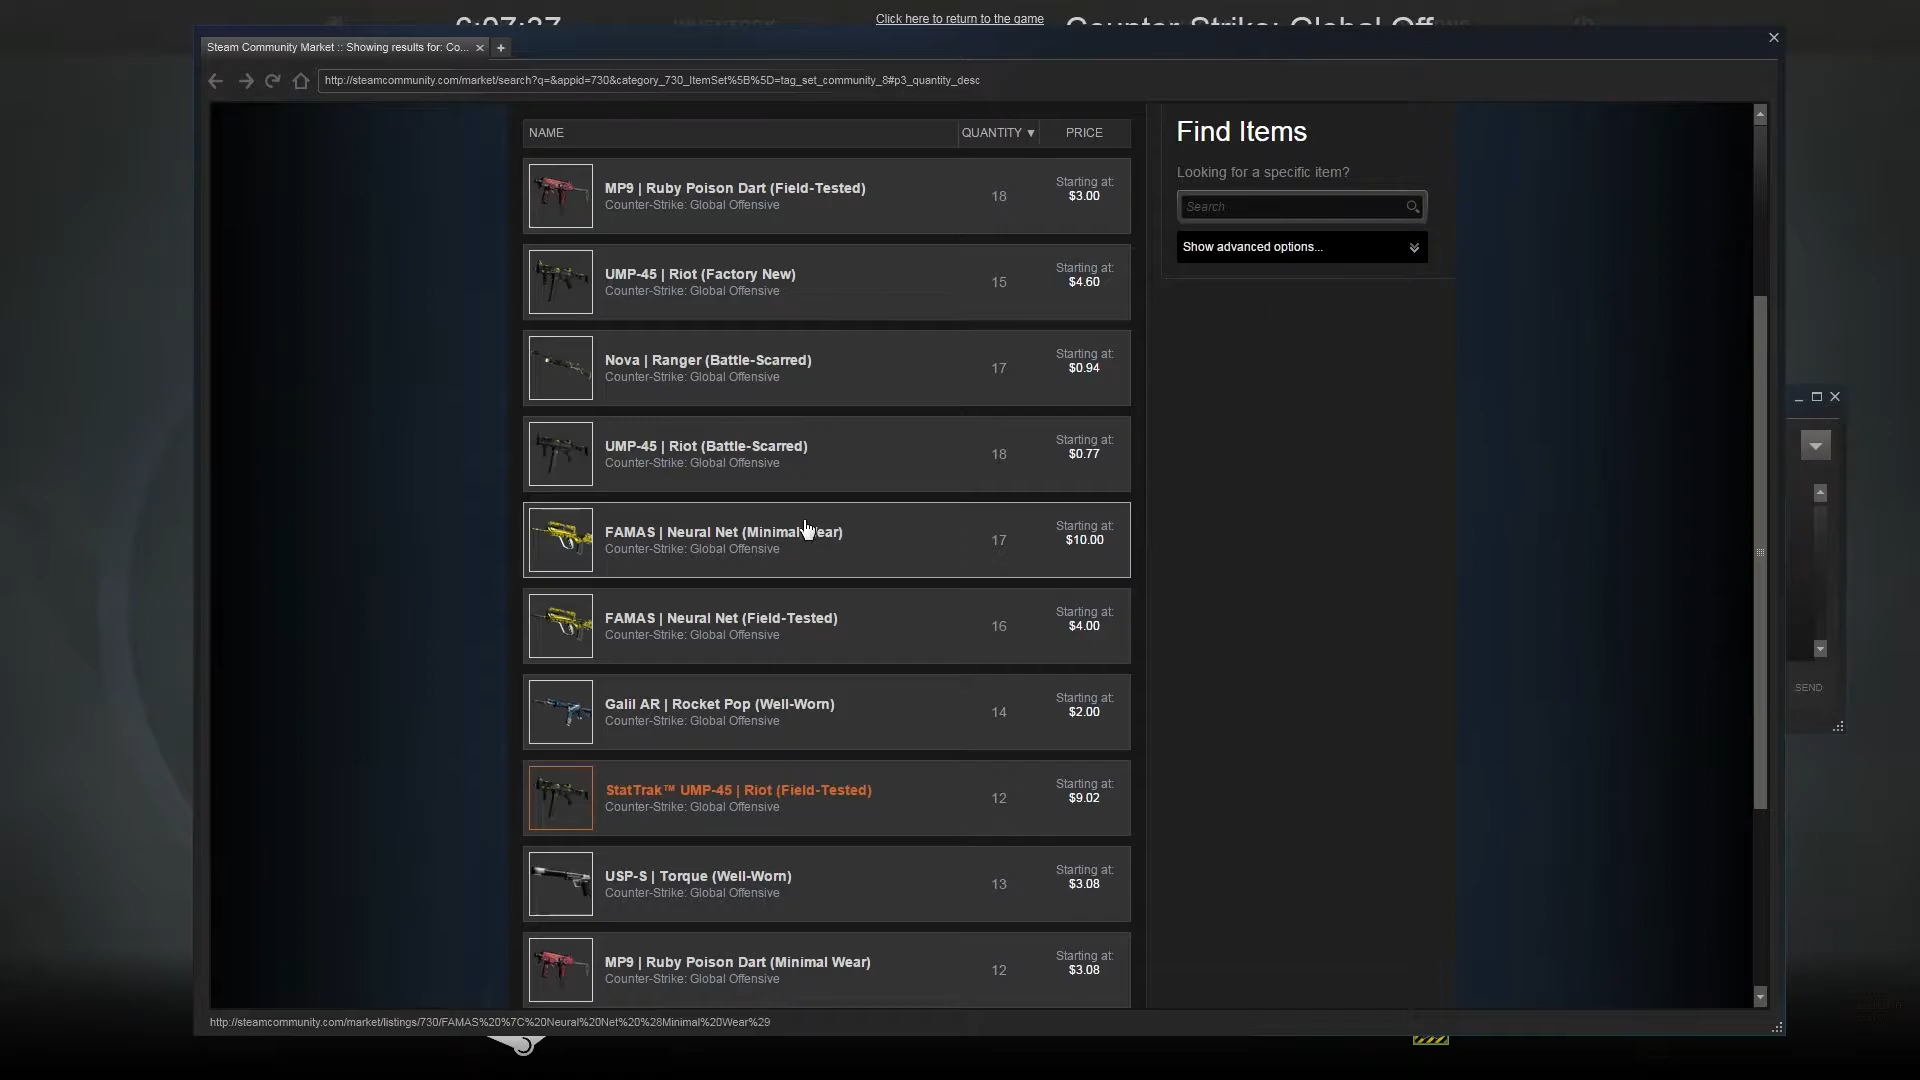 6:07:37
INVENTORY
Click here to return to the game
Counter-Strike: Global Off
Steam Community Market :: Showing results for: Co...
http://steamcommunity.com/market/search?q=&appid=730&category_730_ItemSet%5B%5D=tag_set_community_8#p3_quantity_desc
NAME
QUANTITY ▼
PRICE
MP9 | Ruby Poison Dart (Field-Tested)
Counter-Strike: Global Offensive
18
Starting at:
$3.00
UMP-45 | Riot (Factory New)
Counter-Strike: Global Offensive
15
Starting at:
$4.60
Nova | Ranger (Battle-Scarred)
Counter-Strike: Global Offensive
17
Starting at:
$0.94
UMP-45 | Riot (Battle-Scarred)
Counter-Strike: Global Offensive
18
Starting at:
$0.77
FAMAS | Neural Net (Minimal Wear)
Counter-Strike: Global Offensive
17
Starting at:
$10.00
FAMAS | Neural Net (Field-Tested)
Counter-Strike: Global Offensive
16
Starting at:
$4.00
Galil AR | Rocket Pop (Well-Worn)
Counter-Strike: Global Offensive
14
Starting at:
$2.00
StatTrak™ UMP-45 | Riot (Field-Tested)
Counter-Strike: Global Offensive
12
Starting at:
$9.02
USP-S | Torque (Well-Worn)
Counter-Strike: Global Offensive
13
Starting at:
$3.08
MP9 | Ruby Poison Dart (Minimal Wear)
Counter-Strike: Global Offensive
12
Starting at:
$3.08
Find Items
Looking for a specific item?
Search
Show advanced options...
SEND
http://steamcommunity.com/market/listings/730/FAMAS%20%7C%20Neural%20Net%20%28Minimal%20Wear%29